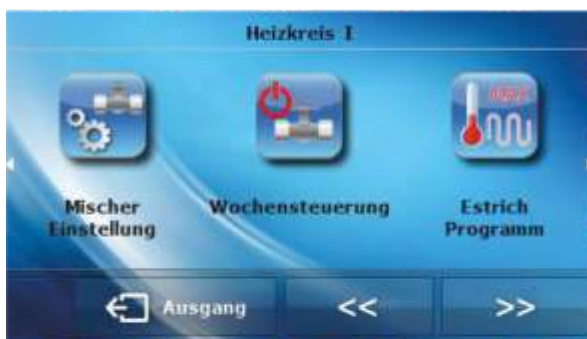 Heizkreis I
Mischer
Einstellung
Wochensteuerung
Estrich
Programm
Ausgang
<<
>>